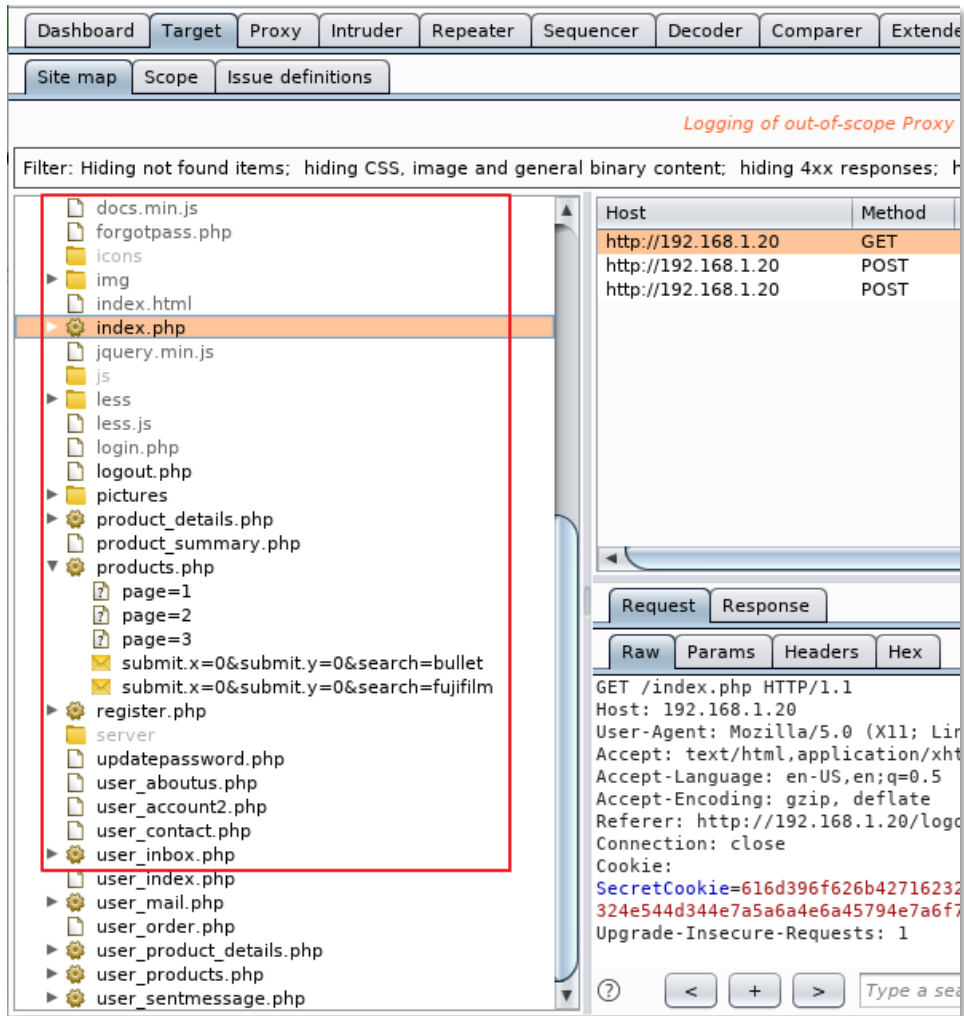 Dashboard Target Proxy Intruder Repeater Sequencer Decoder Comparer Extende
Site map Scope Issue definitions
Logging of out-of-scope Proxy
Filter: Hiding not found items; hiding CSS, image and general binary content; hiding 4xx responses; h
docs.min.js
forgotpass.php
icons
img
index.html
index.php
jquery.min.js
js
less
less.js
login.php
logout.php
pictures
product_details.php
product_summary.php
products.php
page=1
page=2
page=3
submit.x=0&submit.y=0&search=bullet
submit.x=0&submit.y=0&search=fujifilm
register.php
server
updatepassword.php
user_aboutus.php
user_account2.php
user_contact.php
user_inbox.php
user_index.php
user_mail.php
user_order.php
user_product_details.php
user_products.php
user_sentmessage.php
Host Method
http://192.168.1.20 GET
http://192.168.1.20 POST
http://192.168.1.20 POST
Request Response
Raw Params Headers Hex
GET /index.php HTTP/1.1
Host: 192.168.1.20
User-Agent: Mozilla/5.0 (X11; Lin
Accept: text/html,application/xht
Accept-Language: en-US,en;q=0.5
Accept-Encoding: gzip, deflate
Referer: http://192.168.1.20/logo
Connection: close
Cookie:
SecretCookie=616d396f626b42716232
324e544d344e7a5a6a4e6a45794e7a6f7
Upgrade-Insecure-Requests: 1
? < + > Type a sea